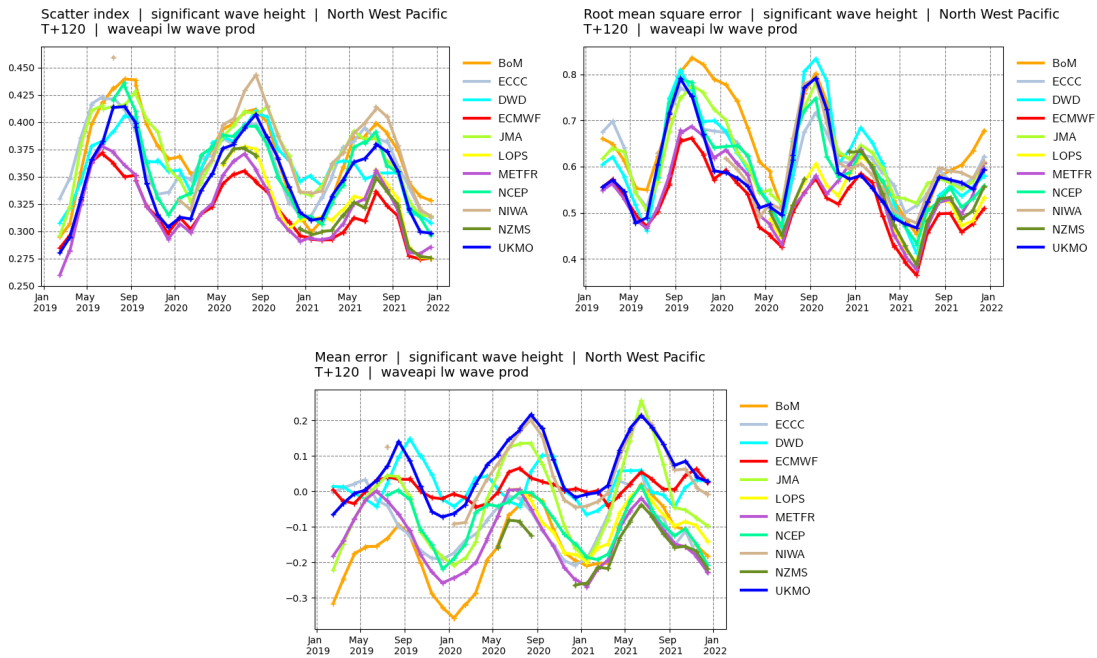 Scatter index | significant wave height | North West Pacific
T+120 | waveapi lw wave prod
0.450
0.425
0.400
0.375
0.350
0.325
0.300
0.275
0.250
Jan May Sep Jan May Sep Jan May Sep Jan
2019 2019 2019 2020 2020 2020 2021 2021 2021 2022
BoM
ECCC
DWD
ECMWF
JMA
LOPS
METFR
NCEP
NIWA
NZMS
UKMO
Root mean square error | significant wave height | North West Pacific
T+120 | waveapi lw wave prod
0.8
0.7
0.6
0.5
0.4
Jan May Sep Jan May Sep Jan May Sep Jan
2019 2019 2019 2020 2020 2020 2021 2021 2021 2022
BoM
ECCC
DWD
ECMWF
JMA
LOPS
METFR
NCEP
NIWA
NZMS
UKMO
Mean error | significant wave height | North West Pacific
T+120 | waveapi lw wave prod
0.2
0.1
0.0
−0.1
−0.2
−0.3
Jan May Sep Jan May Sep Jan May Sep Jan
2019 2019 2019 2020 2020 2020 2021 2021 2021 2022
BoM
ECCC
DWD
ECMWF
JMA
LOPS
METFR
NCEP
NIWA
NZMS
UKMO